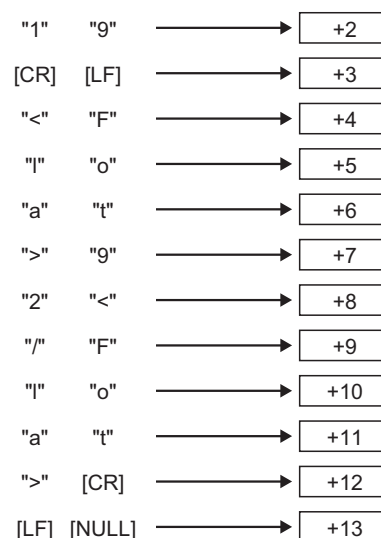 "1" "9" +2
[CR] [LF] +3
"<" "F" +4
"l" "o" +5
"a" "t" +6
">" "9" +7
"2" "<" +8
"/" "F" +9
"l" "o" +10
"a" "t" +11
">" [CR] +12
[LF] [NULL] +13